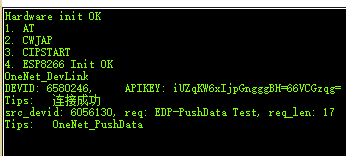 Hardware init OK
1. AT
2. CWJAP
3. CIPSTART
4. ESP8266 Init OK
OneNet_DevLink
DEVID: 6580246,     APIKEY: iUZqKW6xIjpGngggBH=66VCGzqg=
Tips:   连接成功
src_devid: 6056130, req: EDP-PushData Test, req_len: 17
Tips:   OneNet_PushData